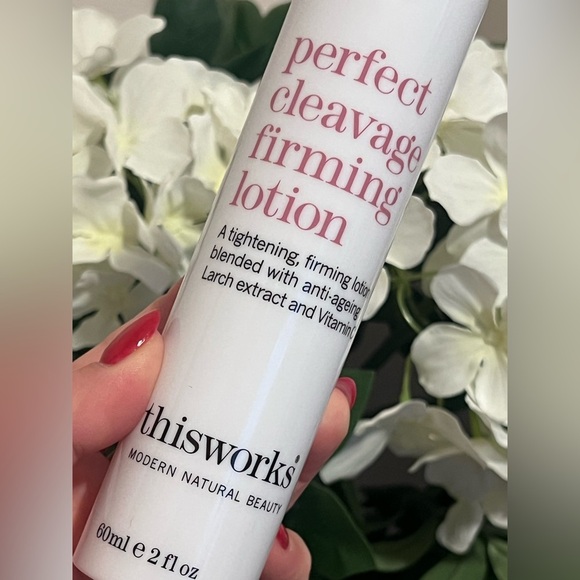 perfect
cleavage
firming
lotion
A tightening, firming lotion
blended with anti-ageing
Larch extract and Vitamin C
thisworks®
MODERN NATURAL BEAUTY
60ml e 2 fl oz